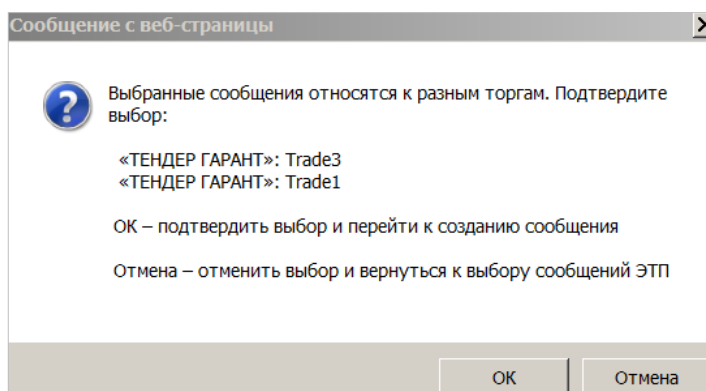 Сообщение с веб-страницы
Выбранные сообщения относятся к разным торгам. Подтвердите
выбор:
«ТЕНДЕР ГАРАНТ»: Trade3
«ТЕНДЕР ГАРАНТ»: Trade1
ОК – подтвердить выбор и перейти к созданию сообщения
Отмена – отменить выбор и вернуться к выбору сообщений ЭТП
ОК
Отмена